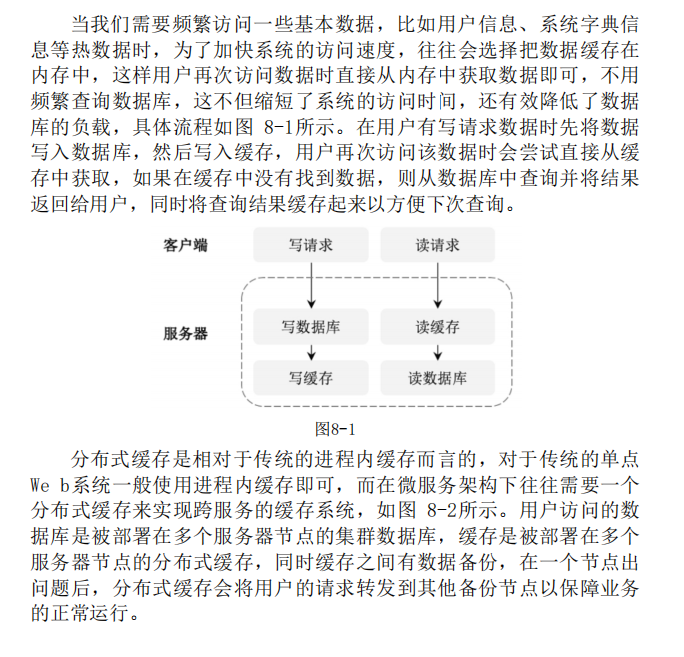 当我们需要频繁访问一些基本数据，比如用户信息、系统字典信
息等热数据时，为了加快系统的访问速度，往往会选择把数据缓存在
内存中，这样用户再次访问数据时直接从内存中获取数据即可，不用
频繁查询数据库，这不但缩短了系统的访问时间，还有效降低了数据
库的负载，具体流程如图 8-1所示。在用户有写请求数据时先将数据
写入数据库，然后写入缓存，用户再次访问该数据时会尝试直接从缓
存中获取，如果在缓存中没有找到数据，则从数据库中查询并将结果
返回给用户，同时将查询结果缓存起来以方便下次查询。
客户端 写请求 读请求
服务器 写数据库 读缓存
写缓存 读数据库
图8-1
分布式缓存是相对于传统的进程内缓存而言的，对于传统的单点
We b系统一般使用进程内缓存即可，而在微服务架构下往往需要一个
分布式缓存来实现跨服务的缓存系统，如图 8-2所示。用户访问的数
据库是被部署在多个服务器节点的集群数据库，缓存是被部署在多个
服务器节点的分布式缓存，同时缓存之间有数据备份，在一个节点出
问题后，分布式缓存会将用户的请求转发到其他备份节点以保障业务
的正常运行。